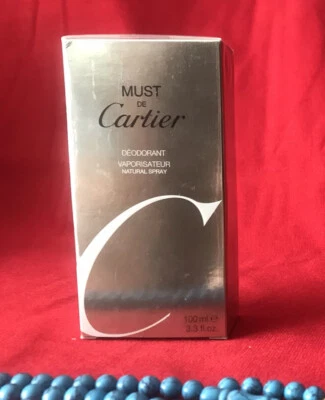 MUST
DE
Cartier
DÉODORANT
VAPORISATEUR
NATURAL SPRAY
C
100 ml ℮
3.3 fl.oz.